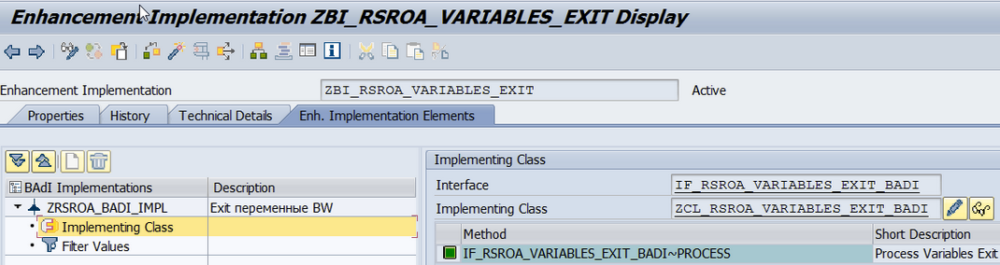 Enhancement Implementation ZBI_RSROA_VARIABLES_EXIT Display
Enhancement Implementation ZBI_RSROA_VARIABLES_EXIT Active
Properties History Technical Details Enh. Implementation Elements
BAdI Implementations Description
ZRSROA_BADI_IMPL Exit переменные BW
Implementing Class
Filter Values
Implementing Class
Interface IF_RSROA_VARIABLES_EXIT_BADI
Implementing Class ZCL_RSROA_VARIABLES_EXIT_BADI
Method Short Description
IF_RSROA_VARIABLES_EXIT_BADI~PROCESS Process Variables Exit